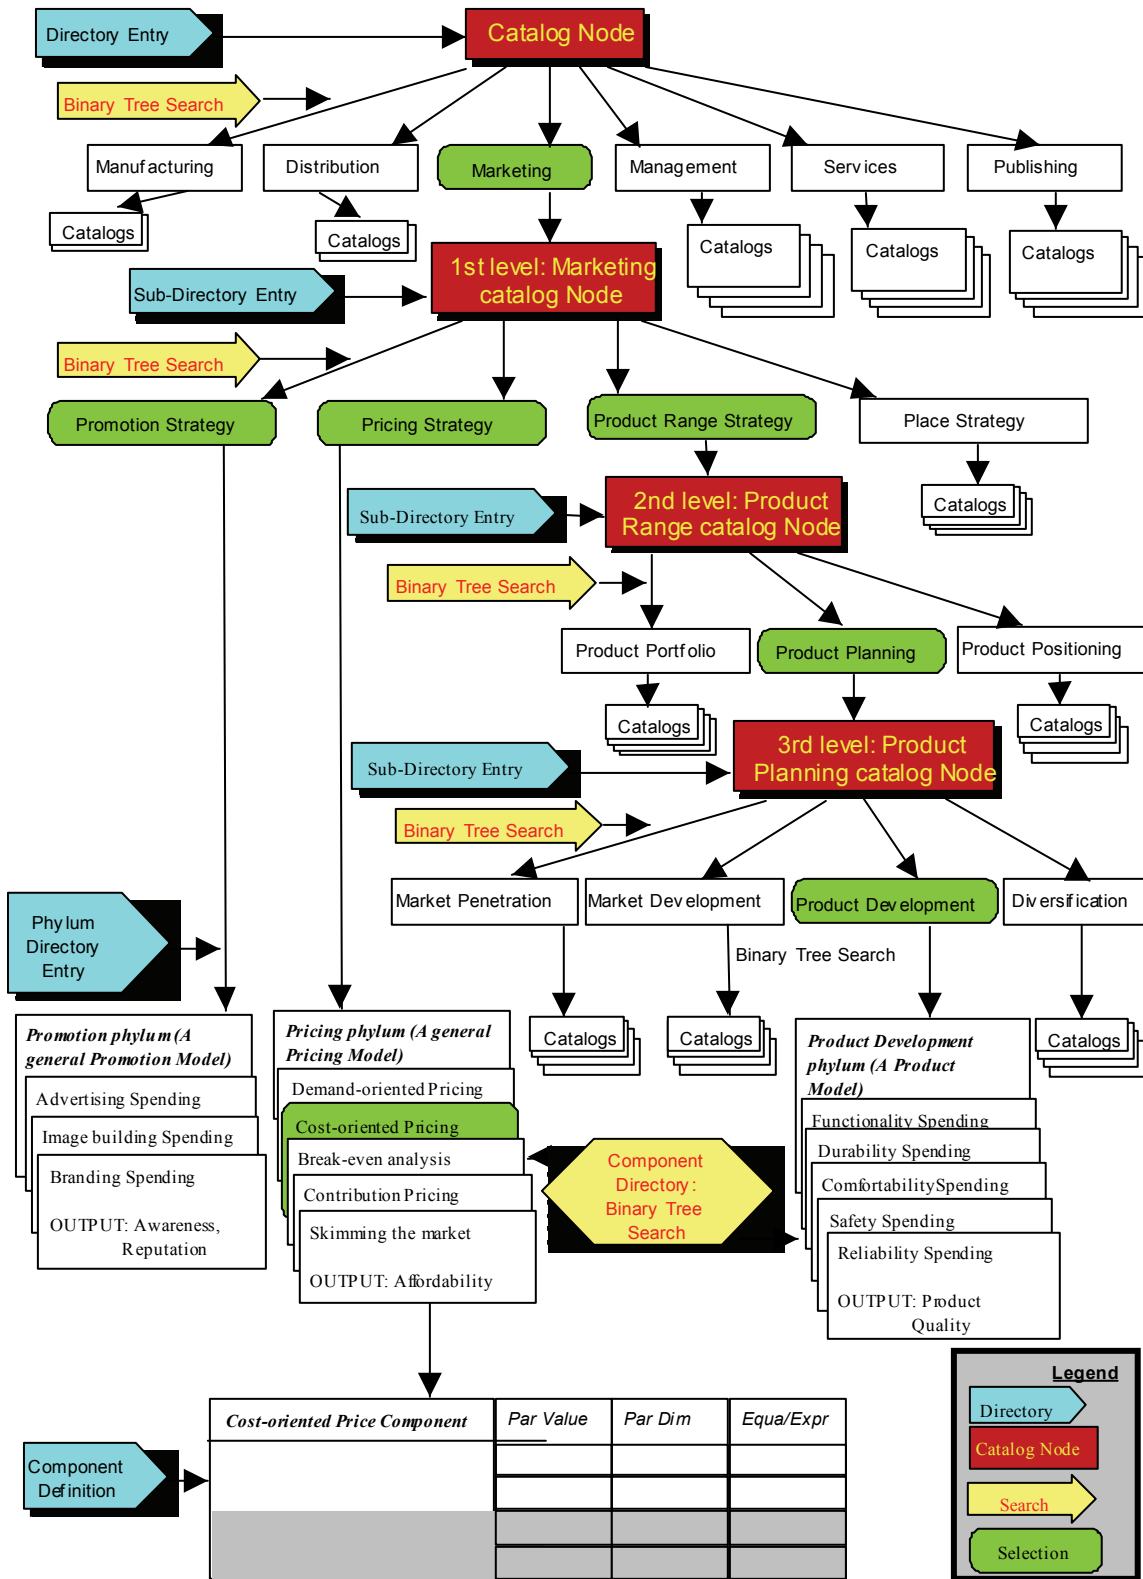 Directory Entry
Catalog Node
Binary Tree Search
Manufacturing
Distribution
Marketing
Management
Services
Publishing
Catalogs
Catalogs
Catalogs
Catalogs
Catalogs
1st level: Marketing
catalog Node
Sub-Directory Entry
Binary Tree Search
Promotion Strategy
Pricing Strategy
Product Range Strategy
Place Strategy
Catalogs
2nd level: Product
Range catalog Node
Sub-Directory Entry
Binary Tree Search
Product Portfolio
Product Planning
Product Positioning
Catalogs
Catalogs
3rd level: Product
Planning catalog Node
Sub-Directory Entry
Binary Tree Search
Market Penetration
Market Development
Product Development
Diversification
Binary Tree Search
Phylum
Directory
Entry
Catalogs
Catalogs
Catalogs
Promotion phylum (A
general Promotion Model)
Advertising Spending
Image building Spending
Branding Spending
OUTPUT: Awareness,
Reputation
Pricing phylum (A general
Pricing Model)
Demand-oriented Pricing
Cost-oriented Pricing
Break-even analysis
Contribution Pricing
Skimming the market
OUTPUT: Affordability
Component
Directory:
Binary Tree
Search
Product Development
phylum (A Product
Model)
Functionality Spending
Durability Spending
ComfortabilitySpending
Safety Spending
Reliability Spending
OUTPUT: Product
Quality
Component
Definition
Cost-oriented Price Component
Par Value
Par Dim
Equa/Expr
Legend
Directory
Catalog Node
Search
Selection